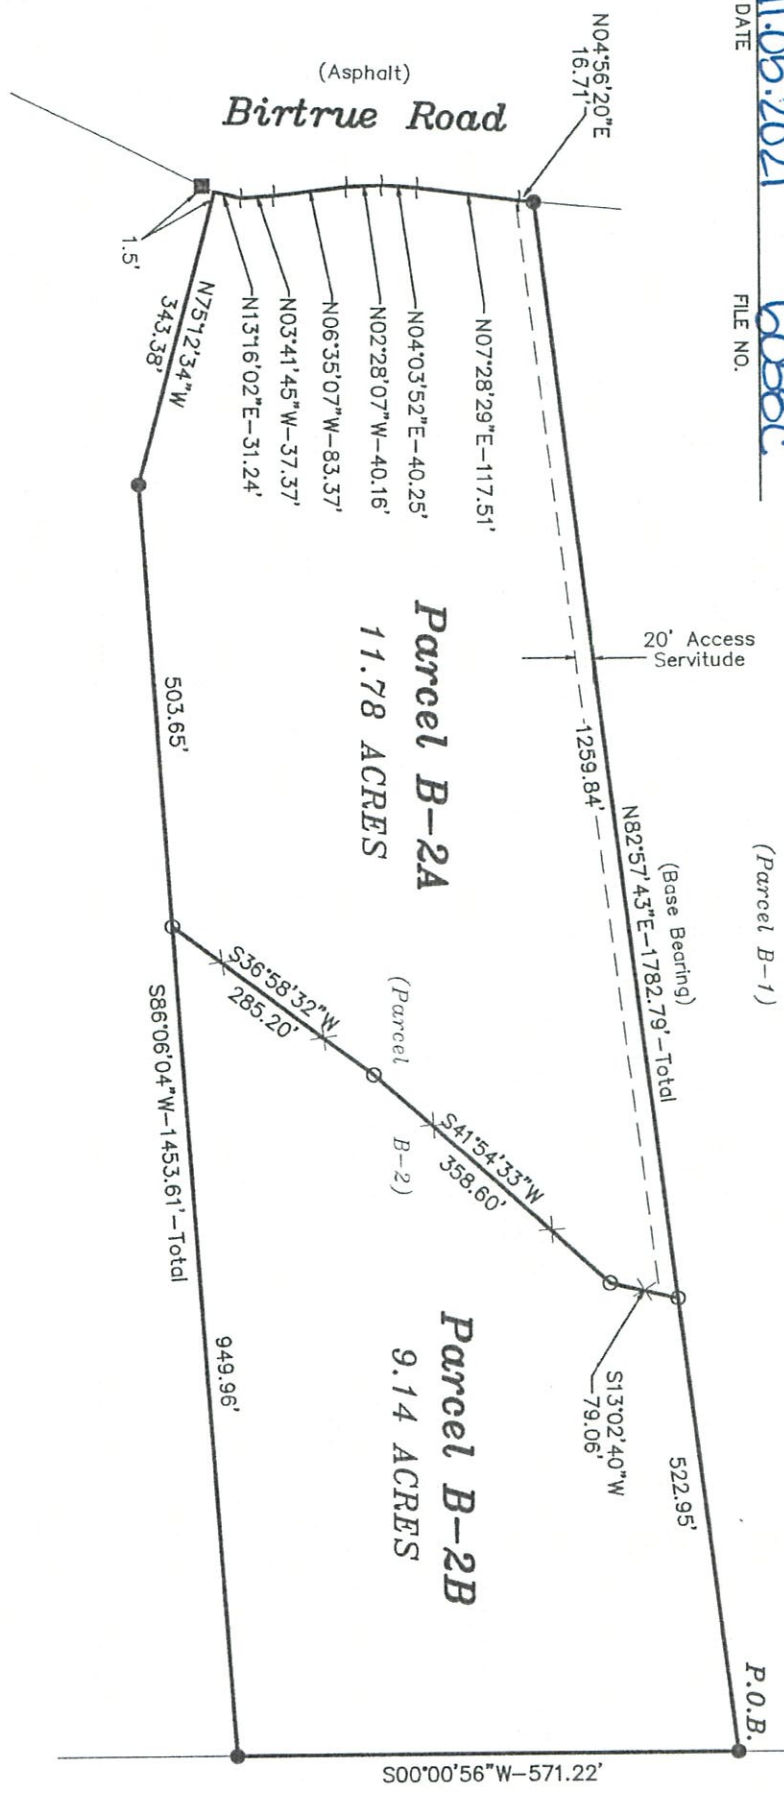 11.05.2021
DATE
FILE NO.
N04°56'20"E
16.71'
(Asphalt)
Birtrue Road
1.5'
N75°12'34"W
343.38'
N13°16'02"E-31.24'
N03°41'45"W-37.37'
N06°35'07"W-83.37'
N02°28'07"W-40.16'
N04°03'52"E-40.25'
N07°28'29"E-117.51'
20' Access
Servitude
1259.84'
N82°57'43"E-1782.79'-Total
(Base Bearing)
(Parcel B-1)
Parcel B-2A
11.78 ACRES
503.65'
S36°58'32"W
285.20'
(Parcel B-2)
S41°54'33"W
358.60'
S86°06'04"W-1453.61'-Total
949.96'
Parcel B-2B
9.14 ACRES
S13°02'40"W
79.06'
522.95'
P.O.B.
S00°00'56"W-571.22'